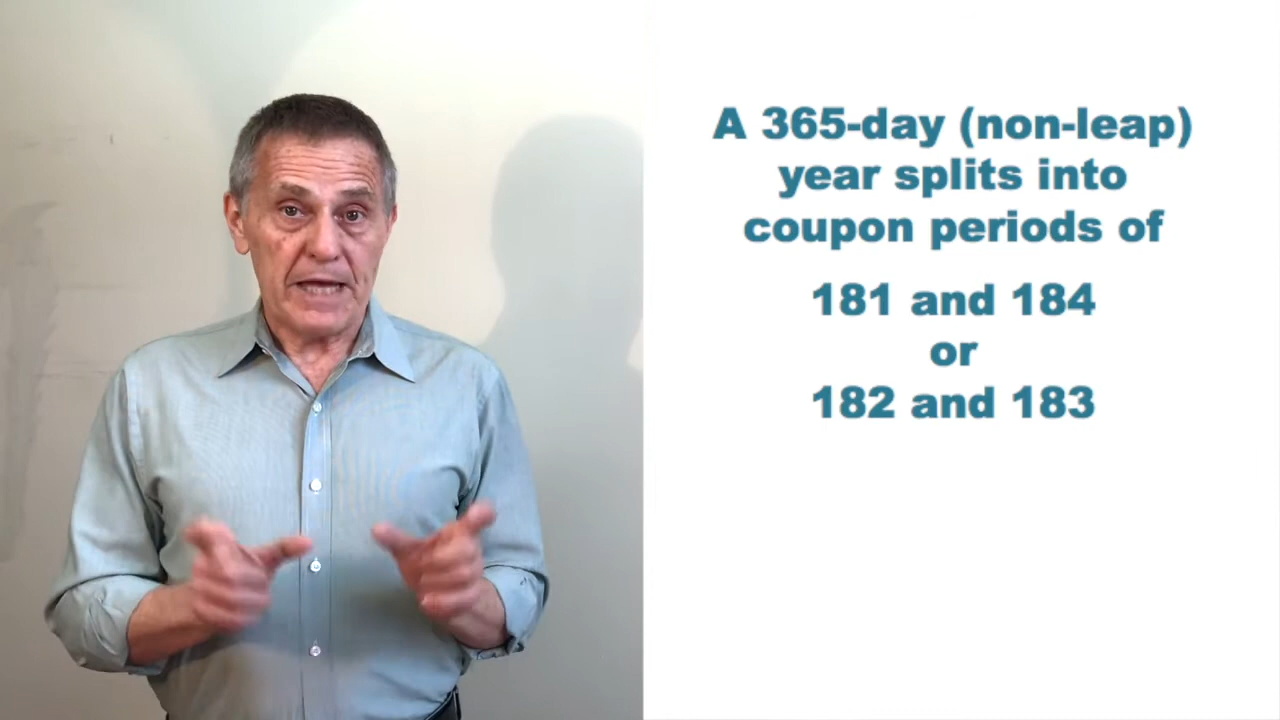 A 365-day (non-leap)
year splits into
coupon periods of
181 and 184
or
182 and 183